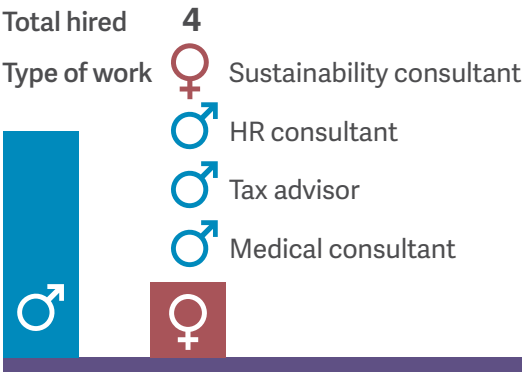 Total hired 4
Type of work ♀ Sustainability consultant
♂ HR consultant
♂ Tax advisor
♂ Medical consultant
♂ ♀